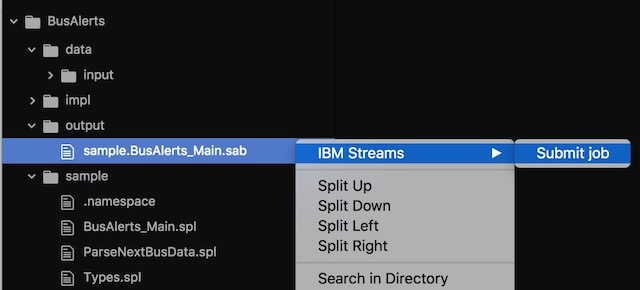 BusAlerts
data
input
impl
output
sample.BusAlerts_Main.sab
IBM Streams
Submit job
sample
Split Up
.namespace
Split Down
BusAlerts_Main.spl
Split Left
ParseNextBusData.spl
Split Right
Types.spl
Search in Directory